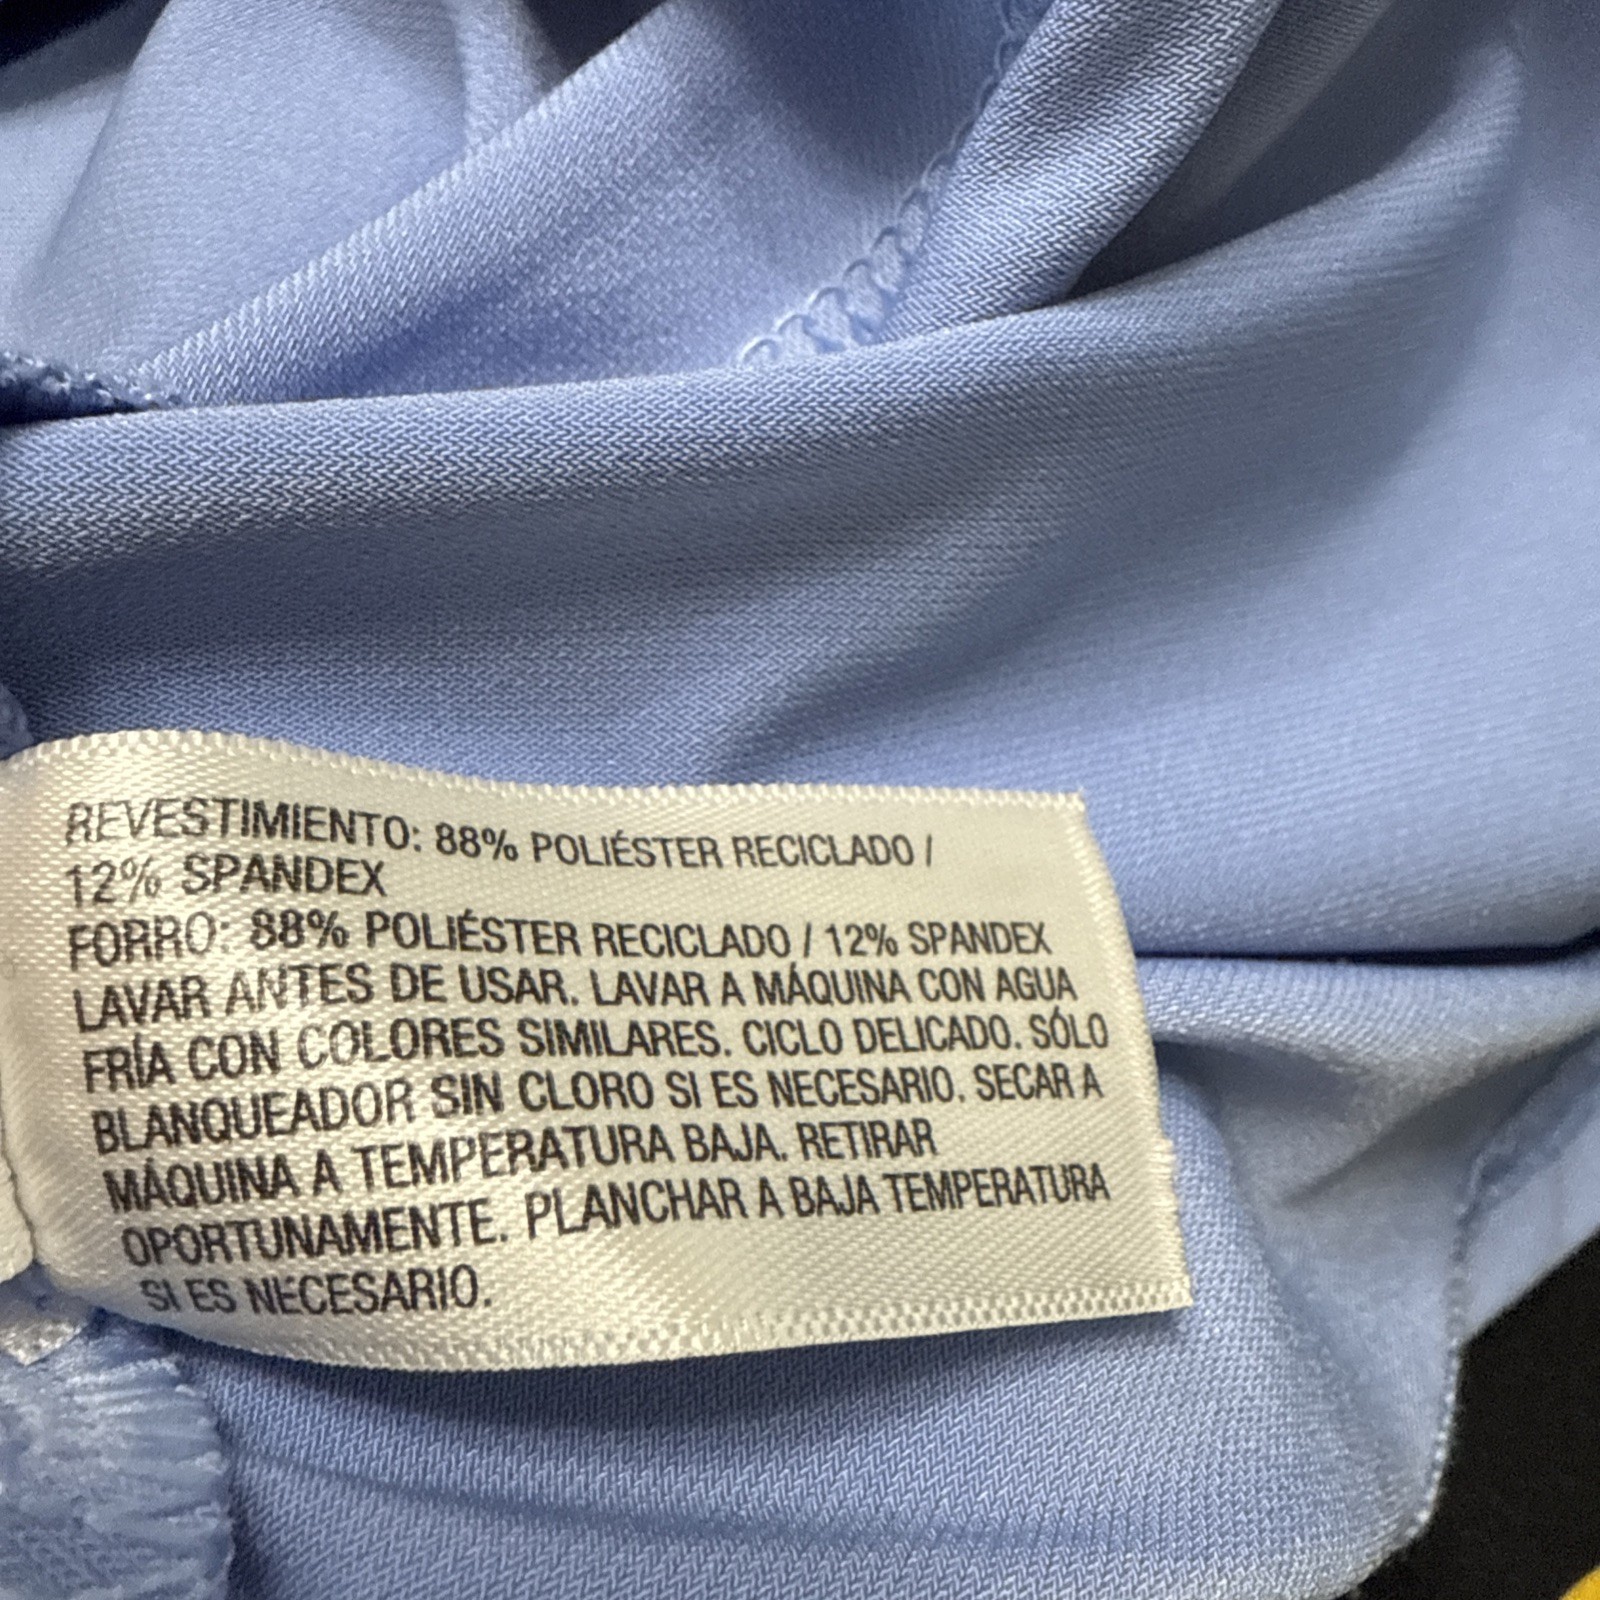 REVESTIMIENTO: 88% POLIÉSTER RECICLADO /
12% SPANDEX
FORRO: 88% POLIÉSTER RECICLADO / 12% SPANDEX
LAVAR ANTES DE USAR. LAVAR A MÁQUINA CON AGUA
FRÍA CON COLORES SIMILARES. CICLO DELICADO. SÓLO
BLANQUEADOR SIN CLORO SI ES NECESARIO. SECAR A
MÁQUINA A TEMPERATURA BAJA. RETIRAR
OPORTUNAMENTE. PLANCHAR A BAJA TEMPERATURA
SI ES NECESARIO.